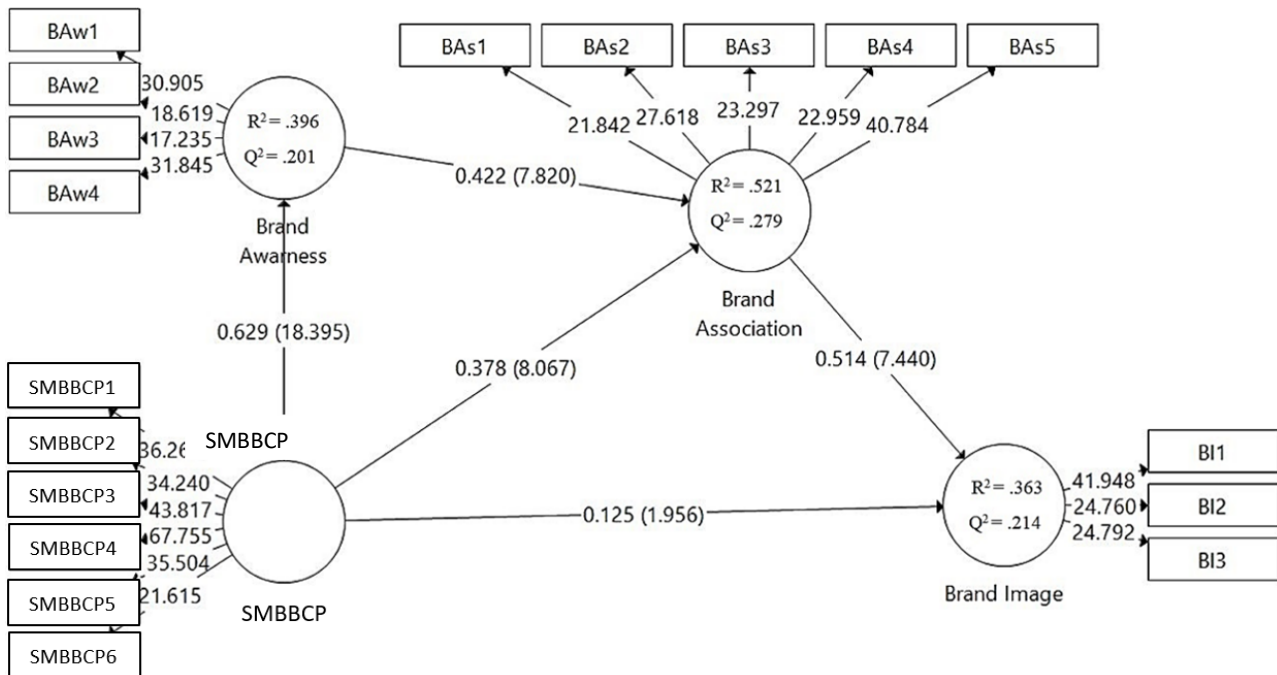 BAw1
BAw2
BAw3
BAw4
30.905
18.619
17.235
31.845
R² = .396
Q² = .201
Brand
Awarness
BAs1
BAs2
BAs3
BAs4
BAs5
21.842
27.618
23.297
22.959
40.784
R² = .521
Q² = .279
Brand
Association
0.422 (7.820)
0.629 (18.395)
0.378 (8.067)
0.514 (7.440)
0.125 (1.956)
SMBBCP1
SMBBCP2
SMBBCP3
SMBBCP4
SMBBCP5
SMBBCP6
36.26
34.240
43.817
67.755
35.504
21.615
SMBBCP
SMBBCP
R² = .363
Q² = .214
Brand Image
41.948
24.760
24.792
BI1
BI2
BI3